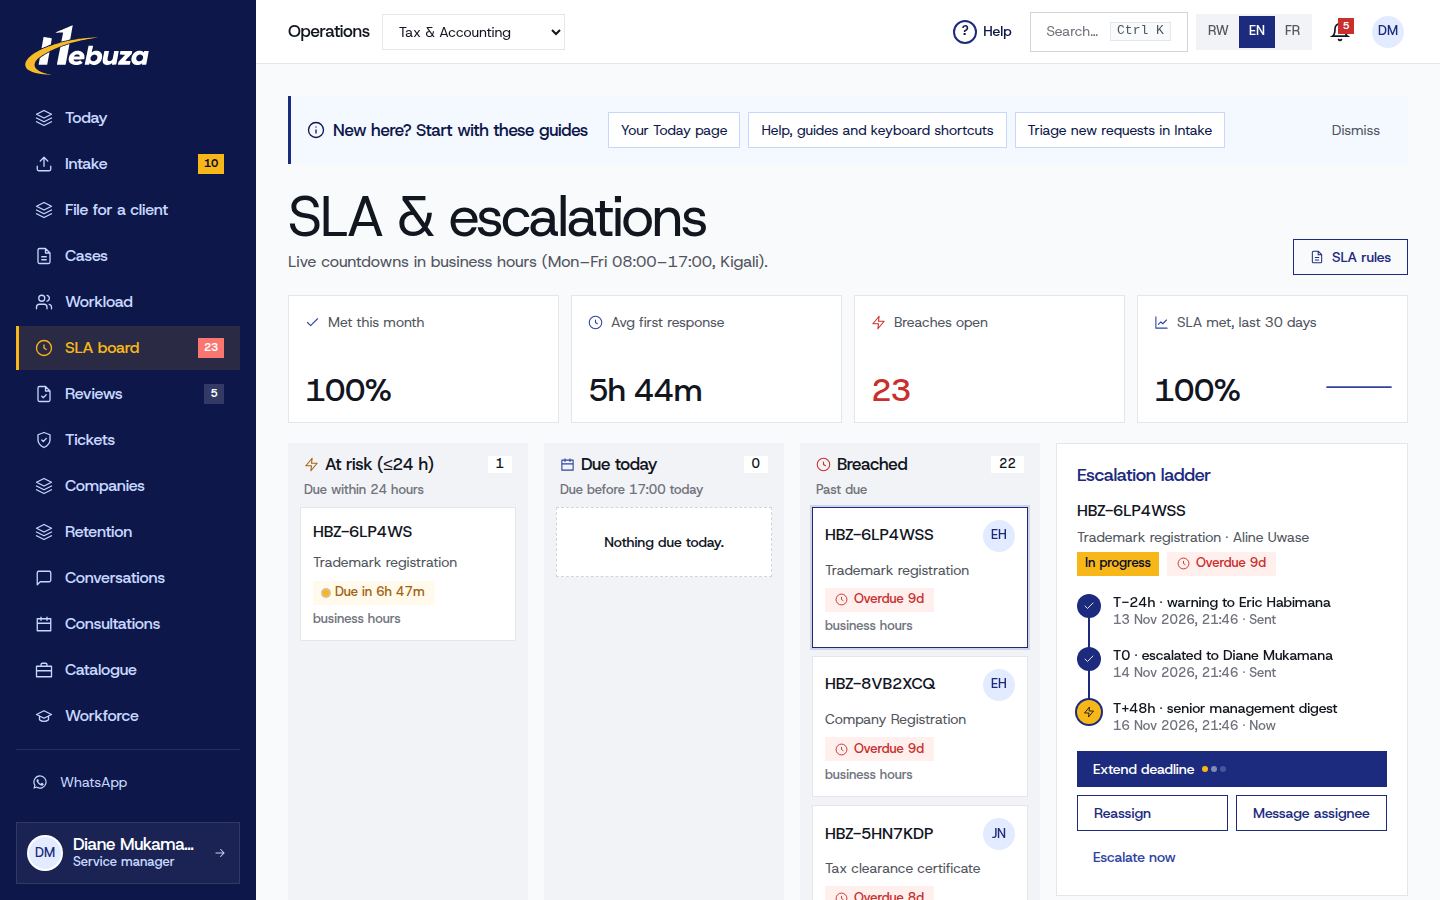 Hebuza
Today
Intake 10
File for a client
Cases
Workload
SLA board 23
Reviews 5
Tickets
Companies
Retention
Conversations
Consultations
Catalogue
Workforce
WhatsApp
DM Diane Mukama...
Service manager
Operations Tax & Accounting ? Help Search... Ctrl K RW EN FR 5 DM
New here? Start with these guides Your Today page Help, guides and keyboard shortcuts Triage new requests in Intake Dismiss
SLA & escalations
Live countdowns in business hours (Mon–Fri 08:00–17:00, Kigali).
SLA rules
Met this month
100%
Avg first response
5h 44m
Breaches open
23
SLA met, last 30 days
100%
At risk (≤24 h) 1
Due within 24 hours
HBZ-6LP4WS
Trademark registration
Due in 6h 47m
business hours
Due today 0
Due before 17:00 today
Nothing due today.
Breached 22
Past due
HBZ-6LP4WSS EH
Trademark registration
Overdue 9d
business hours
HBZ-8VB2XCQ EH
Company Registration
Overdue 9d
business hours
HBZ-5HN7KDP JN
Tax clearance certificate
Overdue 8d
Escalation ladder
HBZ-6LP4WSS
Trademark registration · Aline Uwase
In progress Overdue 9d
T−24h · warning to Eric Habimana
13 Nov 2026, 21:46 · Sent
T0 · escalated to Diane Mukamana
14 Nov 2026, 21:46 · Sent
T+48h · senior management digest
16 Nov 2026, 21:46 · Now
Extend deadline
Reassign Message assignee
Escalate now